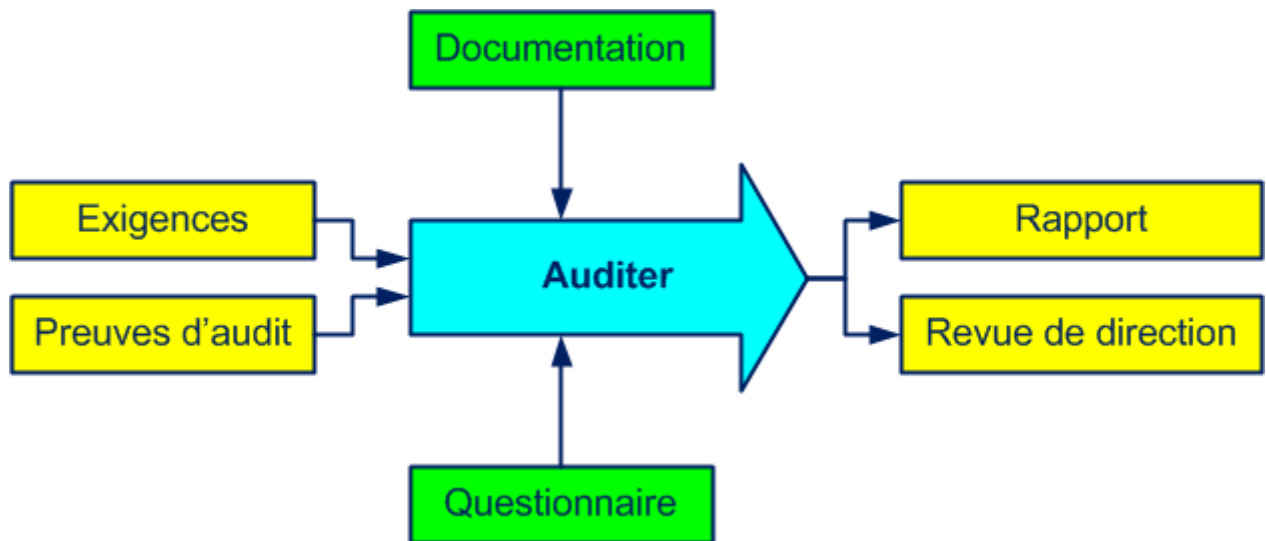 Documentation
Exigences
Auditer
Rapport
Preuves d’audit
Revue de direction
Questionnaire